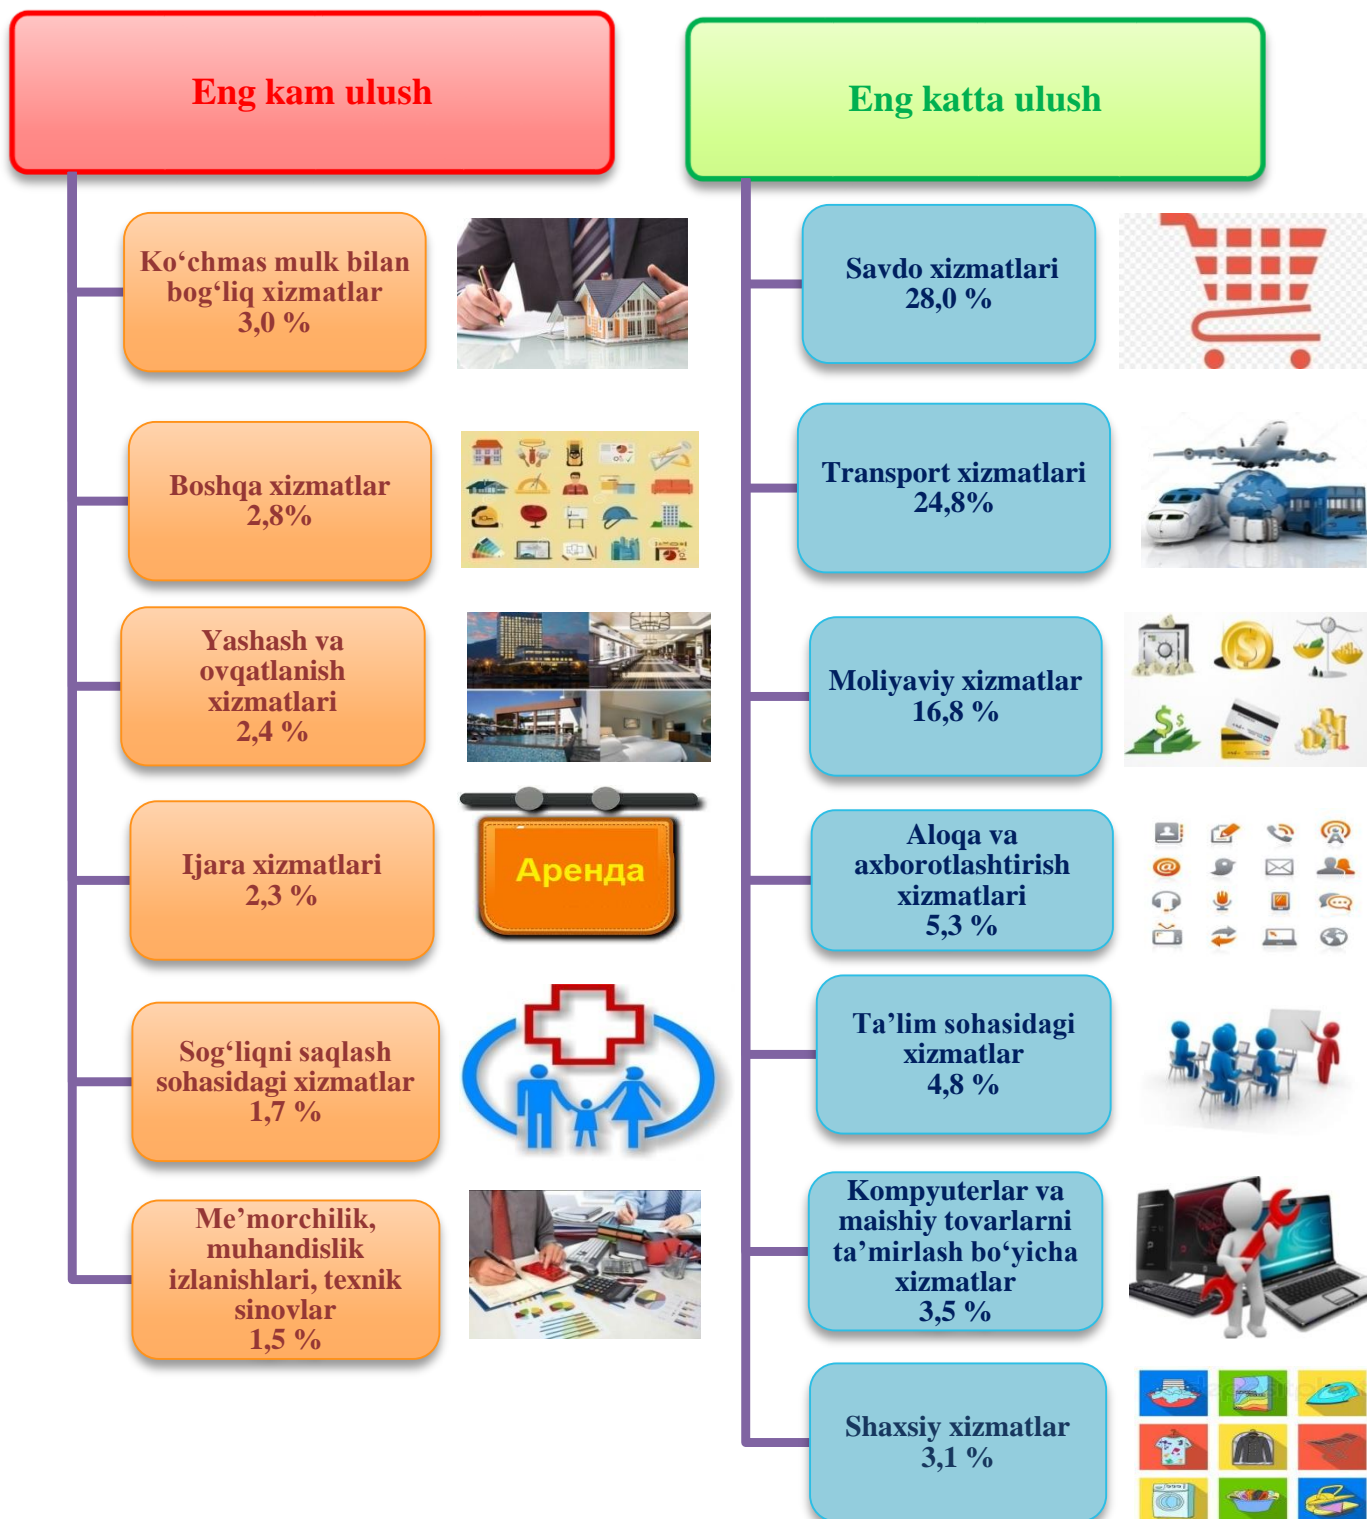 Eng kam ulush
Ko‘chmas mulk bilan
bog‘liq xizmatlar
3,0 %
Boshqa xizmatlar
2,8%
Yashash va
ovqatlanish
xizmatlari
2,4 %
Ijara xizmatlari
2,3 %
Аренда
Sog‘liqni saqlash
sohasidagi xizmatlar
1,7 %
Me’morchilik,
muhandislik
izlanishlari, texnik
sinovlar
1,5 %
Eng katta ulush
Savdo xizmatlari
28,0 %
Transport xizmatlari
24,8%
Moliyaviy xizmatlar
16,8 %
Aloqa va
axborotlashtirish
xizmatlari
5,3 %
Ta’lim sohasidagi
xizmatlar
4,8 %
Kompyuterlar va
maishiy tovarlarni
ta’mirlash bo‘yicha
xizmatlar
3,5 %
Shaxsiy xizmatlar
3,1 %